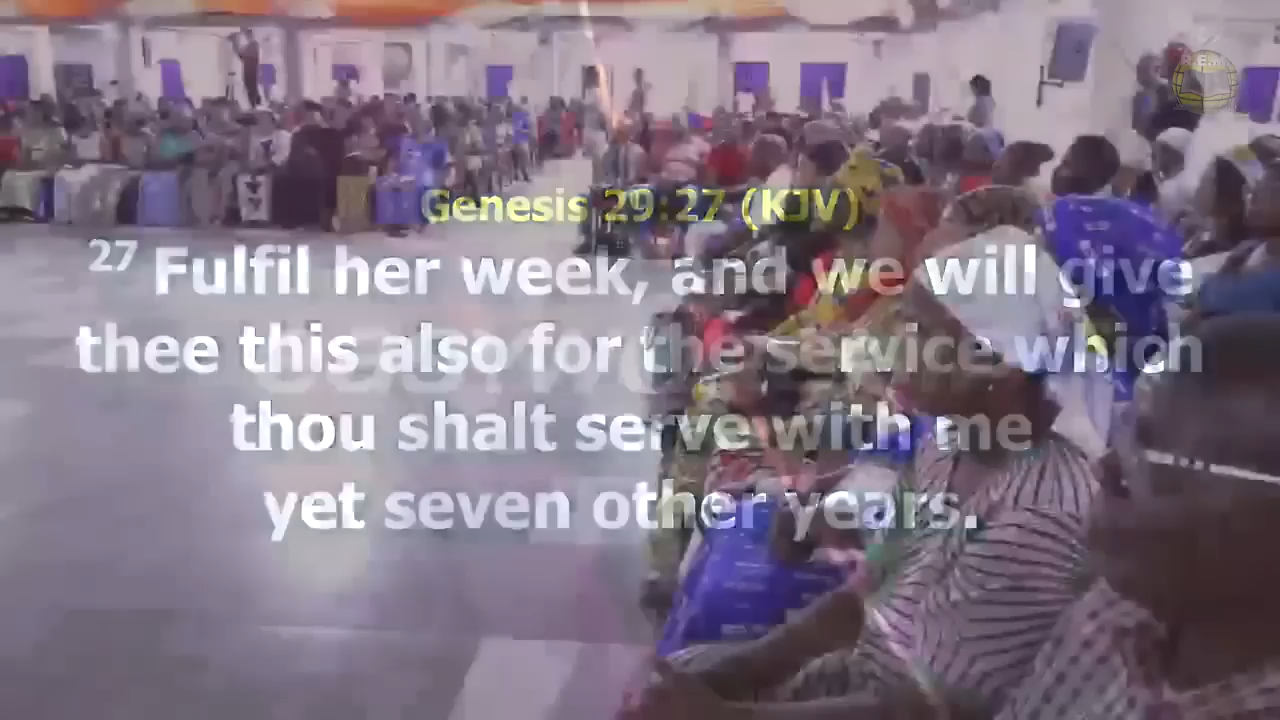 R.E.M
Genesis 29:27 (KJV)
27 Fulfil her week, and we will give
thee this also for the service which
thou shalt serve with me
yet seven other years.